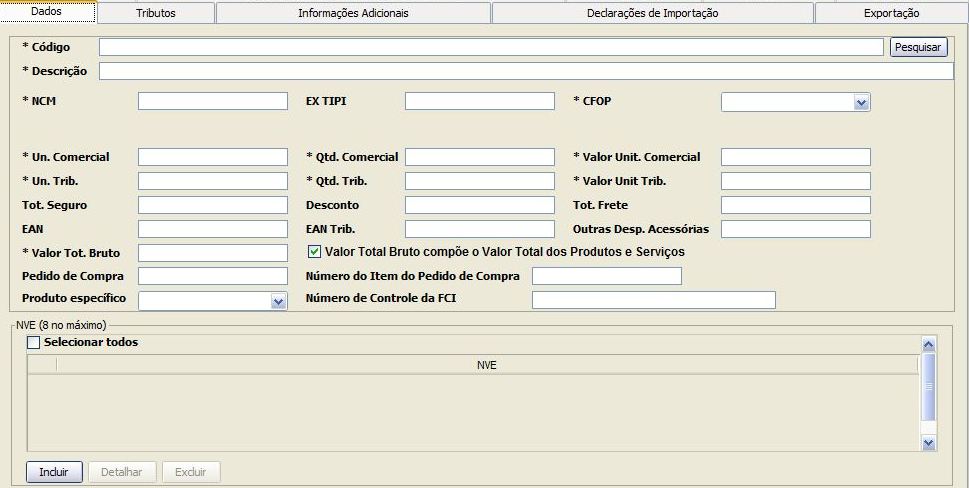 Dados Tributos Informações Adicionais Declarações de Importação Exportação
* Código Pesquisar
* Descrição
* NCM EX TIPI * CFOP
* Un. Comercial * Qtd. Comercial * Valor Unit. Comercial
* Un. Trib. * Qtd. Trib. * Valor Unit Trib.
Tot. Seguro Desconto Tot. Frete
EAN EAN Trib. Outras Desp. Acessórias
* Valor Tot. Bruto Valor Total Bruto compõe o Valor Total dos Produtos e Serviços
Pedido de Compra Número do Item do Pedido de Compra
Produto específico Número de Controle da FCI
NVE (8 no máximo)
Selecionar todos
NVE
Incluir Detalhar Excluir